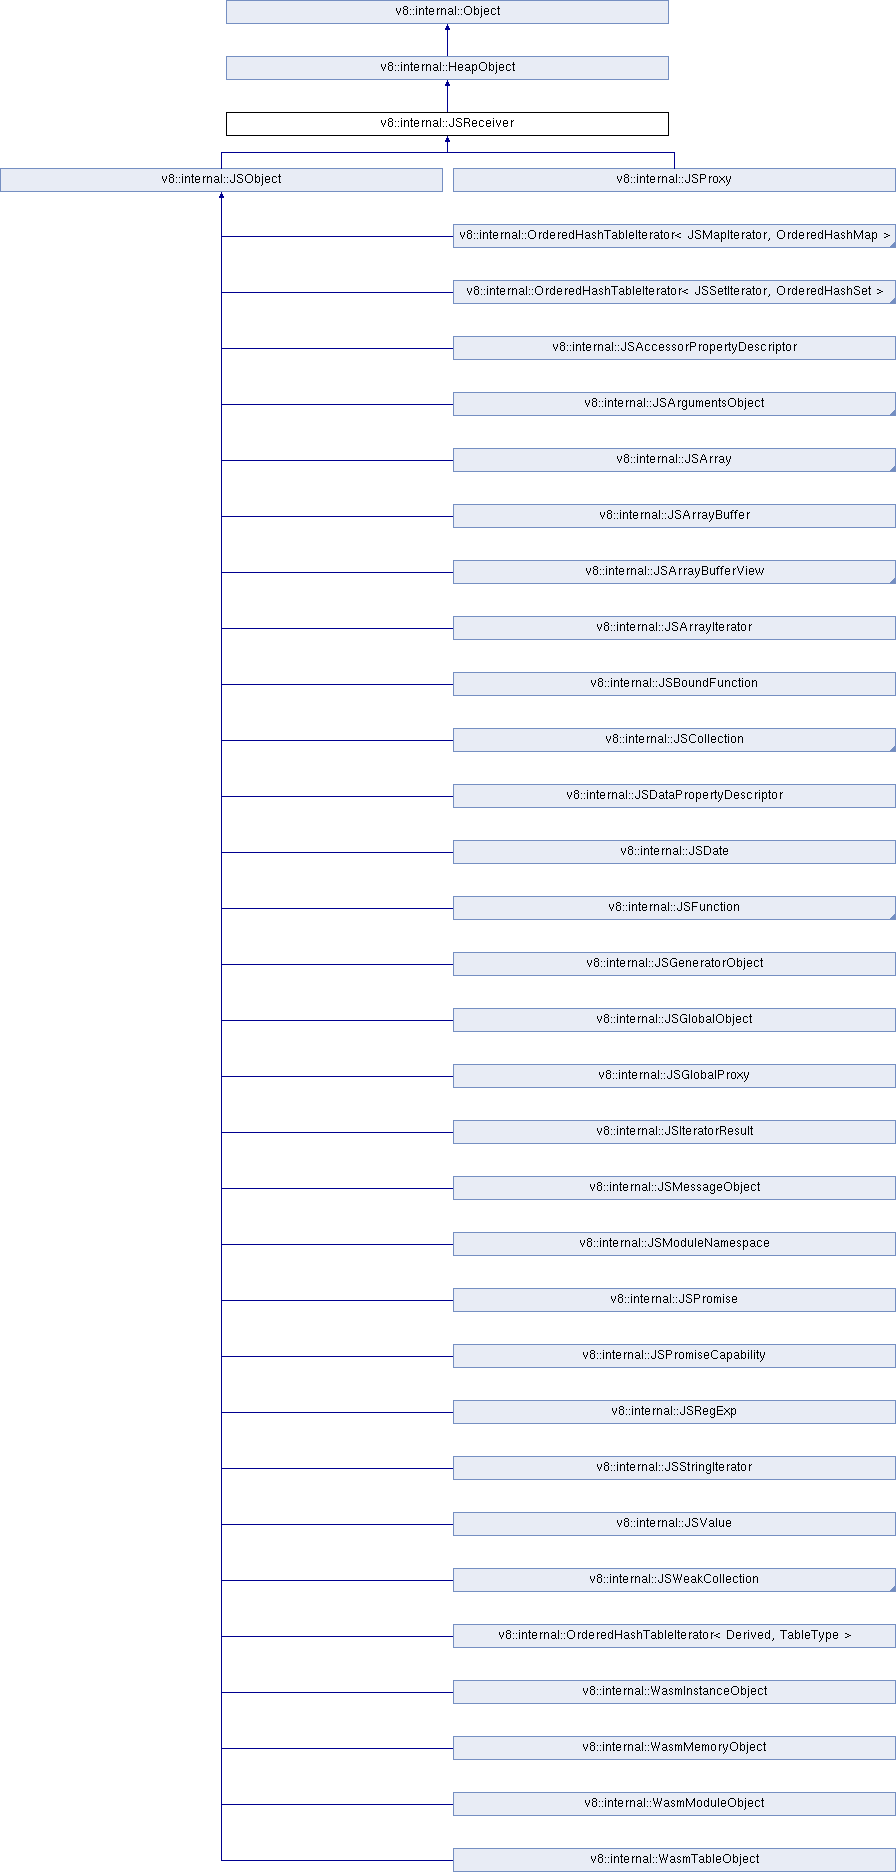 v8::internal::Object
v8::internal::HeapObject
v8::internal::JSReceiver
v8::internal::JSObject
v8::internal::JSProxy
v8::internal::OrderedHashTableIterator< JSMapIterator, OrderedHashMap >
v8::internal::OrderedHashTableIterator< JSSetIterator, OrderedHashSet >
v8::internal::JSAccessorPropertyDescriptor
v8::internal::JSArgumentsObject
v8::internal::JSArray
v8::internal::JSArrayBuffer
v8::internal::JSArrayBufferView
v8::internal::JSArrayIterator
v8::internal::JSBoundFunction
v8::internal::JSCollection
v8::internal::JSDataPropertyDescriptor
v8::internal::JSDate
v8::internal::JSFunction
v8::internal::JSGeneratorObject
v8::internal::JSGlobalObject
v8::internal::JSGlobalProxy
v8::internal::JSIteratorResult
v8::internal::JSMessageObject
v8::internal::JSModuleNamespace
v8::internal::JSPromise
v8::internal::JSPromiseCapability
v8::internal::JSRegExp
v8::internal::JSStringIterator
v8::internal::JSValue
v8::internal::JSWeakCollection
v8::internal::OrderedHashTableIterator< Derived, TableType >
v8::internal::WasmInstanceObject
v8::internal::WasmMemoryObject
v8::internal::WasmModuleObject
v8::internal::WasmTableObject